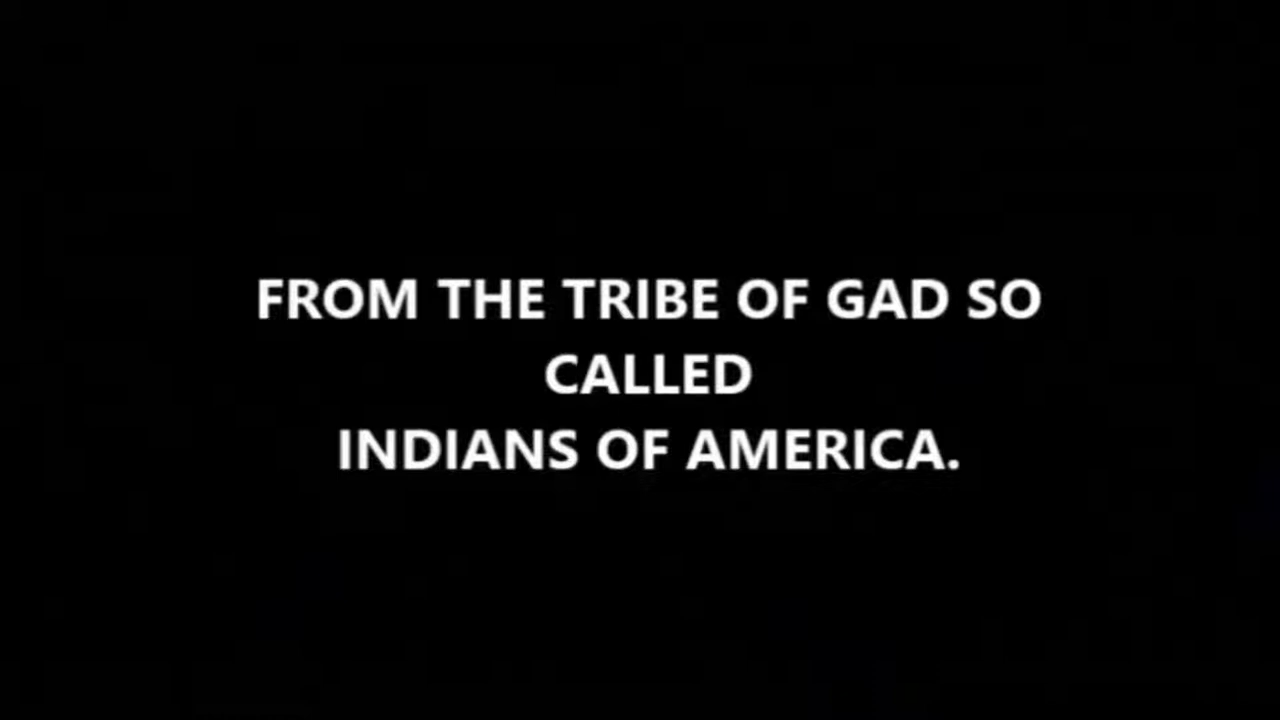 FROM THE TRIBE OF GAD SO
CALLED
INDIANS OF AMERICA.